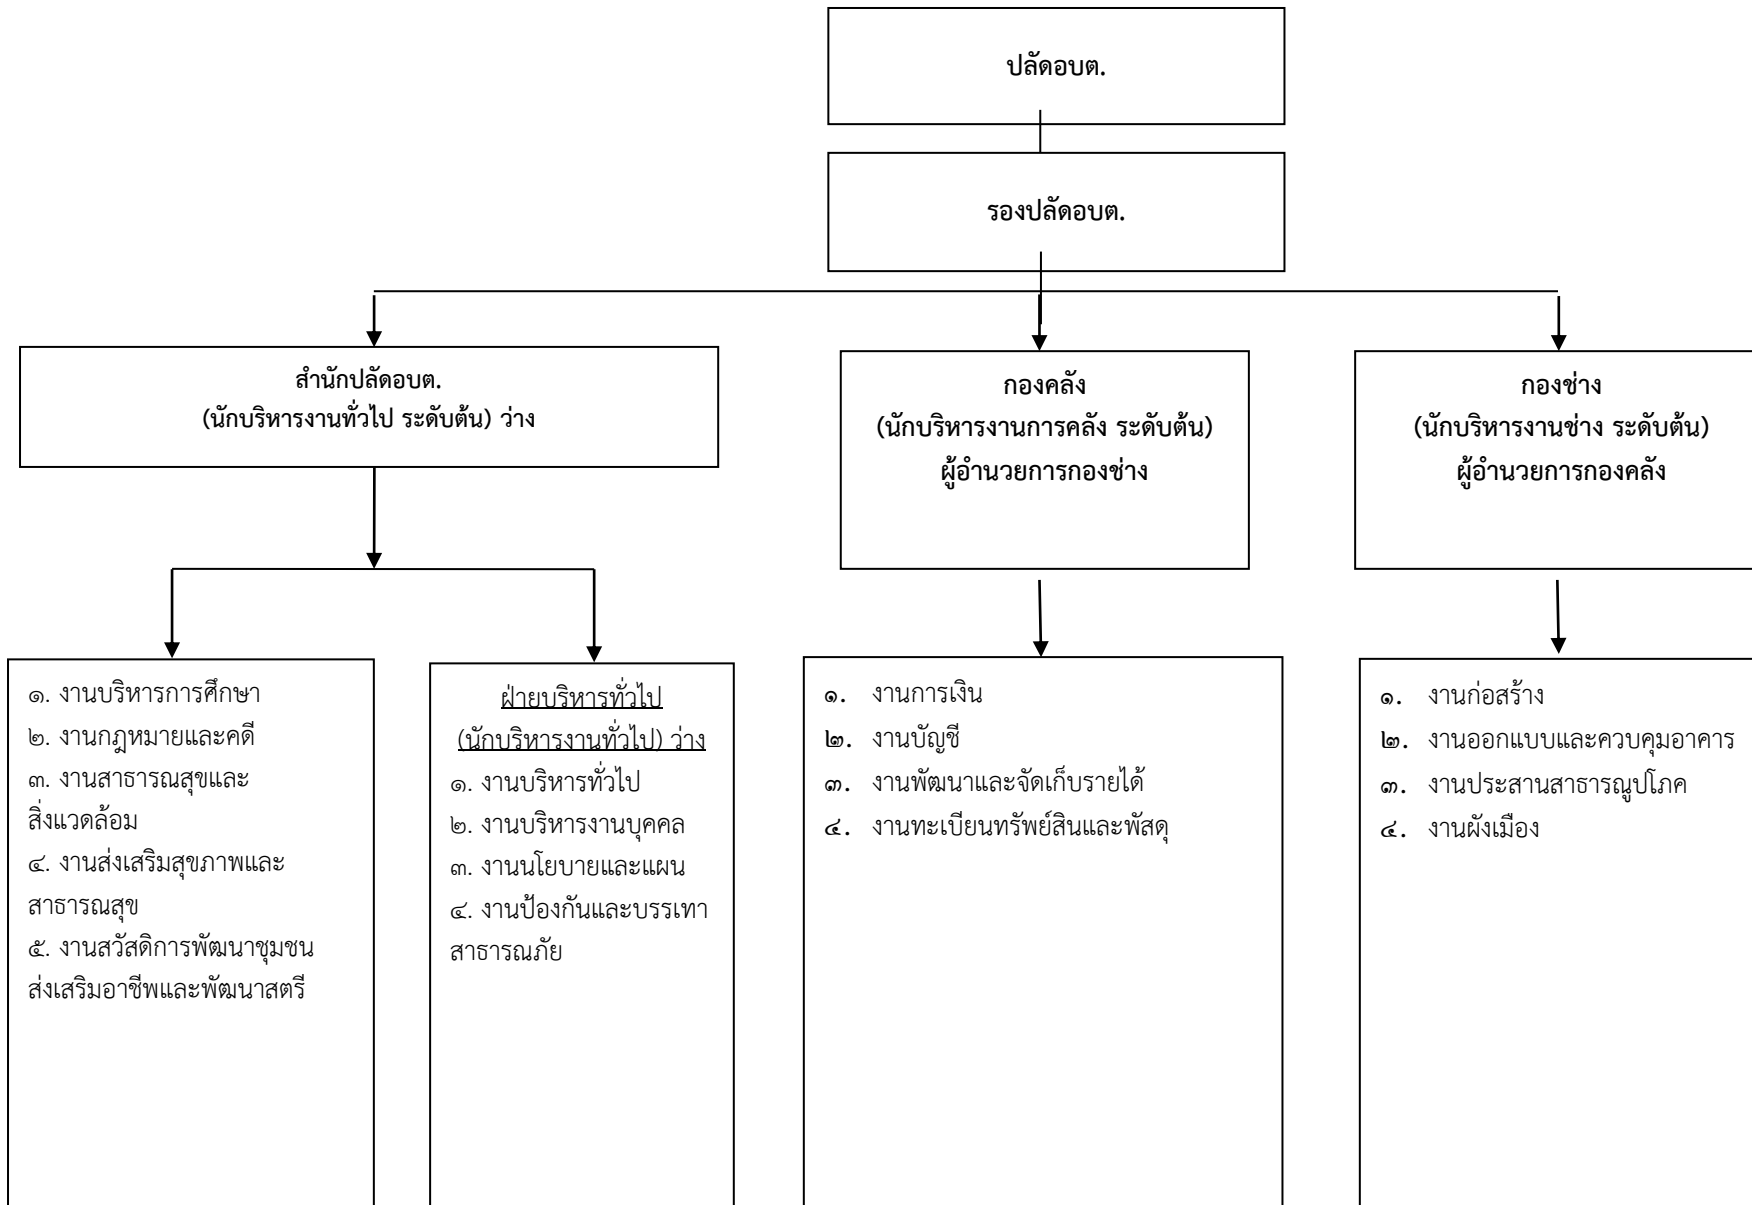 ปลัดอบต.
รองปลัดอบต.
สำนักปลัดอบต.
(นักบริหารงานทั่วไป ระดับต้น) ว่าง
กองคลัง
(นักบริหารงานการคลัง ระดับต้น)
ผู้อำนวยการกองช่าง
กองช่าง
(นักบริหารงานช่าง ระดับต้น)
ผู้อำนวยการกองคลัง
๑. งานบริหารการศึกษา
๒. งานกฎหมายและคดี
๓. งานสาธารณสุขและ
สิ่งแวดล้อม
๔. งานส่งเสริมสุขภาพและ
สาธารณสุข
๕. งานสวัสดิการพัฒนาชุมชน
ส่งเสริมอาชีพและพัฒนาสตรี
ฝ่ายบริหารทั่วไป
(นักบริหารงานทั่วไป) ว่าง
๑. งานบริหารทั่วไป
๒. งานบริหารงานบุคคล
๓. งานนโยบายและแผน
๔. งานป้องกันและบรรเทา
สาธารณภัย
๑. งานการเงิน
๒. งานบัญชี
๓. งานพัฒนาและจัดเก็บรายได้
๔. งานทะเบียนทรัพย์สินและพัสดุ
๑. งานก่อสร้าง
๒. งานออกแบบและควบคุมอาคาร
๓. งานประสานสาธารณูปโภค
๔. งานผังเมือง